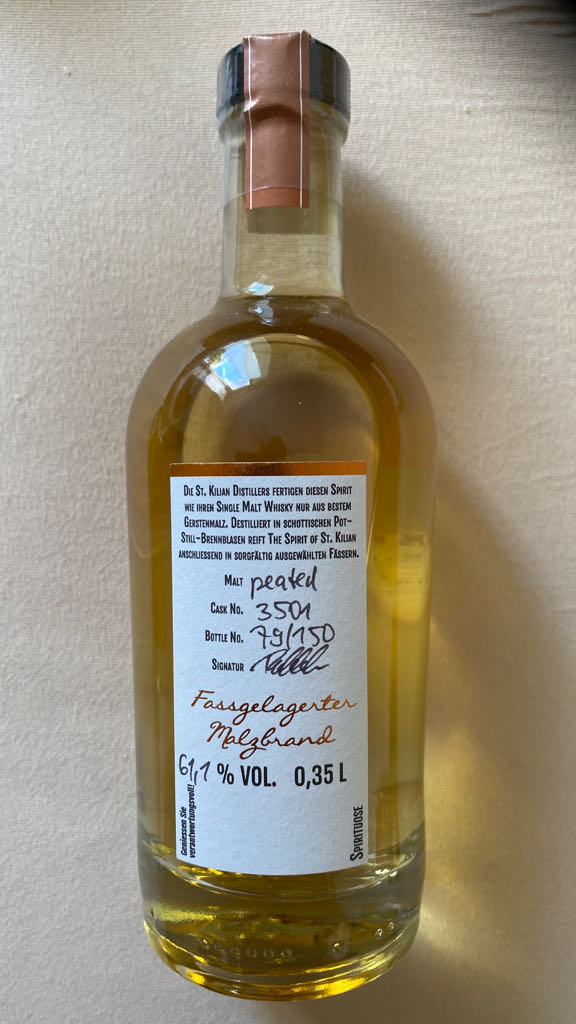 Die St. Kilian Distillers fertigen diesen Spirit
wie ihren Single Malt Whisky nur aus bestem
Gerstenmalz. Destilliert in schottischen Pot-
Still-Brennblasen reift The Spirit of St. Kilian
anschliessend in sorgfältig ausgewählten Fässern.
Malt peated
Cask No. 3501
Bottle No. 79/150
Signatur
Fassgelagerter
Malzbrand
61,1 % VOL. 0,35 L
Geniessen Sie
verantwortungsvoll!
Spirituose